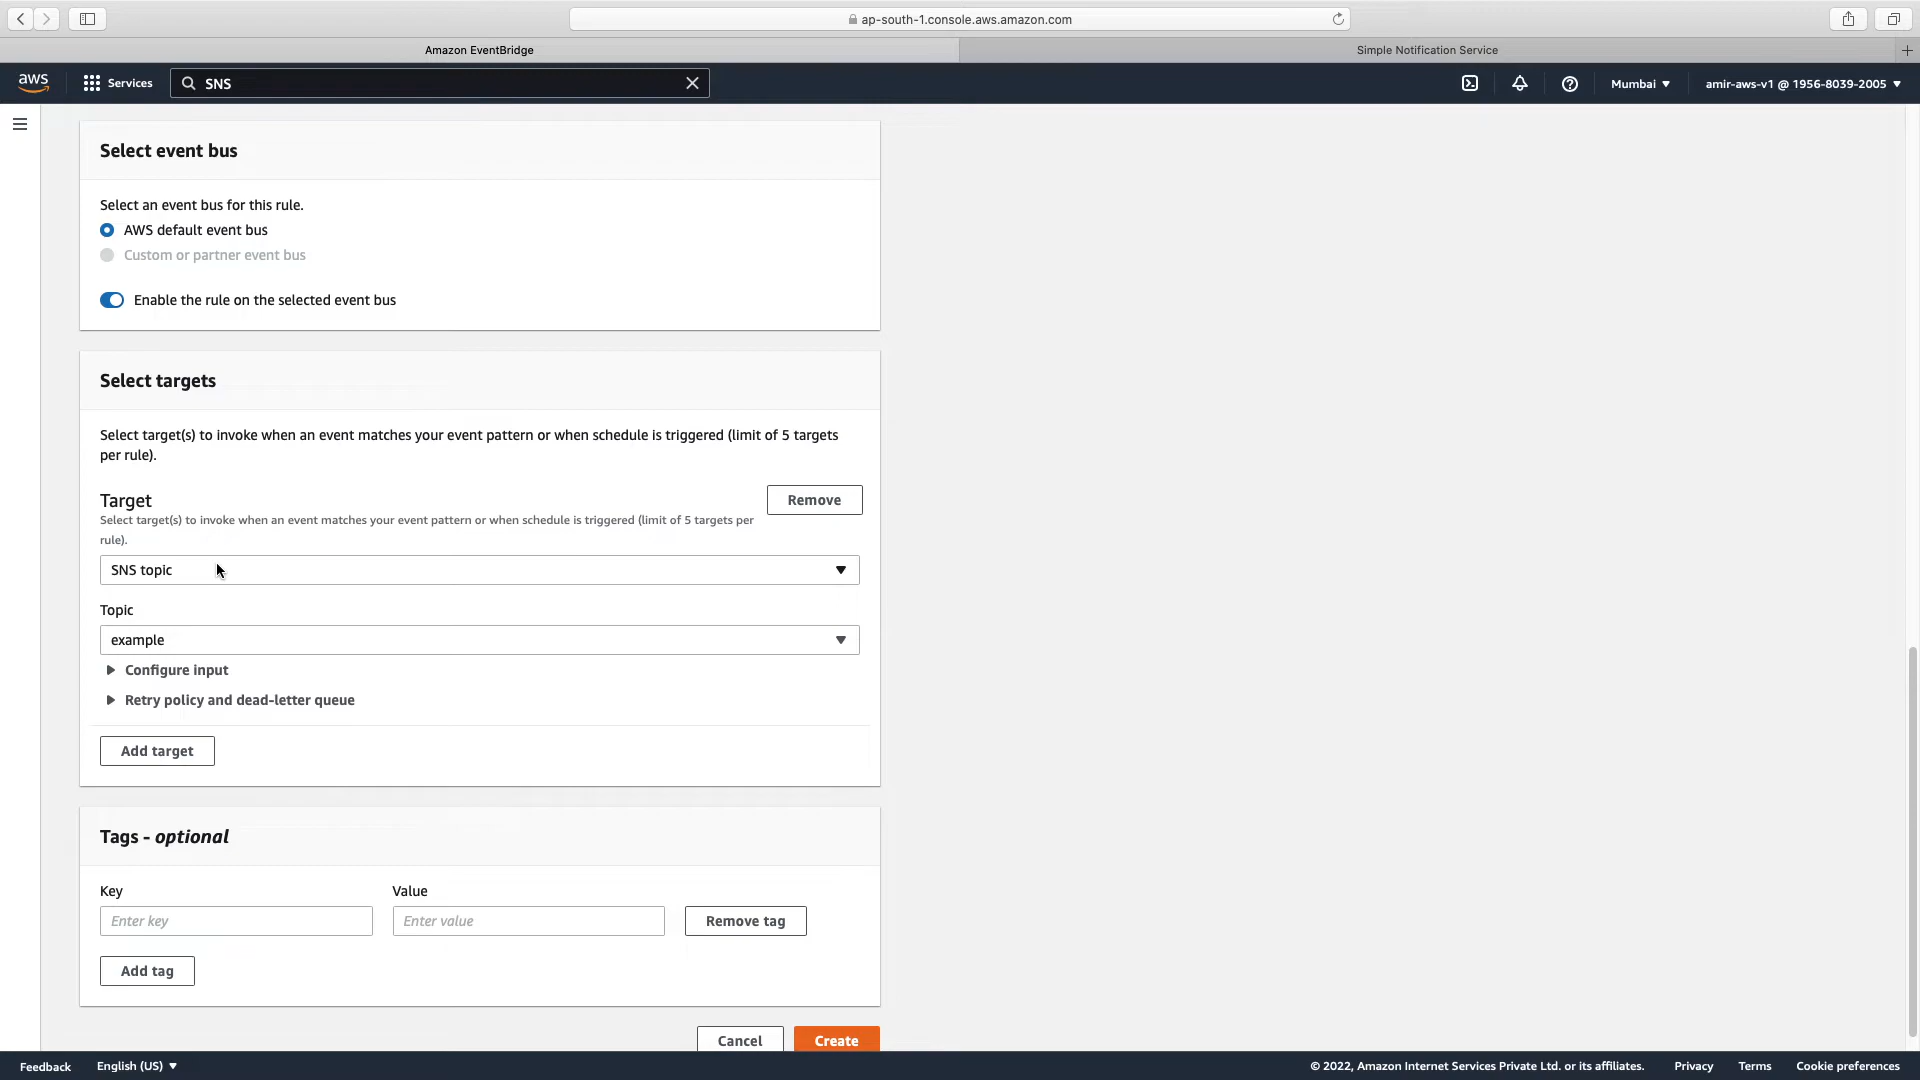 ap-south-1.console.aws.amazon.com
Amazon EventBridge
Simple Notification Service
aws
Services
SNS
Mumbai
amir-aws-v1 @ 1956-8039-2005
Select event bus
Select an event bus for this rule.
AWS default event bus
Custom or partner event bus
Enable the rule on the selected event bus
Select targets
Select target(s) to invoke when an event matches your event pattern or when schedule is triggered (limit of 5 targets
per rule).
Target
Remove
Select target(s) to invoke when an event matches your event pattern or when schedule is triggered (limit of 5 targets per
rule).
SNS topic
Topic
example
Configure input
Retry policy and dead-letter queue
Add target
Tags - optional
Key
Value
Enter key
Enter value
Remove tag
Add tag
Cancel
Create
Feedback
English (US)
© 2022, Amazon Internet Services Private Ltd. or its affiliates.
Privacy
Terms
Cookie preferences